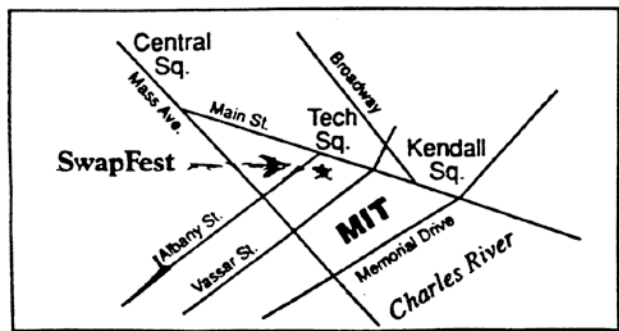 Central
Sq.
Mass Ave.
Main St.
Broadway
Tech
Sq.
Kendall
Sq.
SwapFest
Albany St.
Vassar St.
MIT
Memorial Drive
Charles River